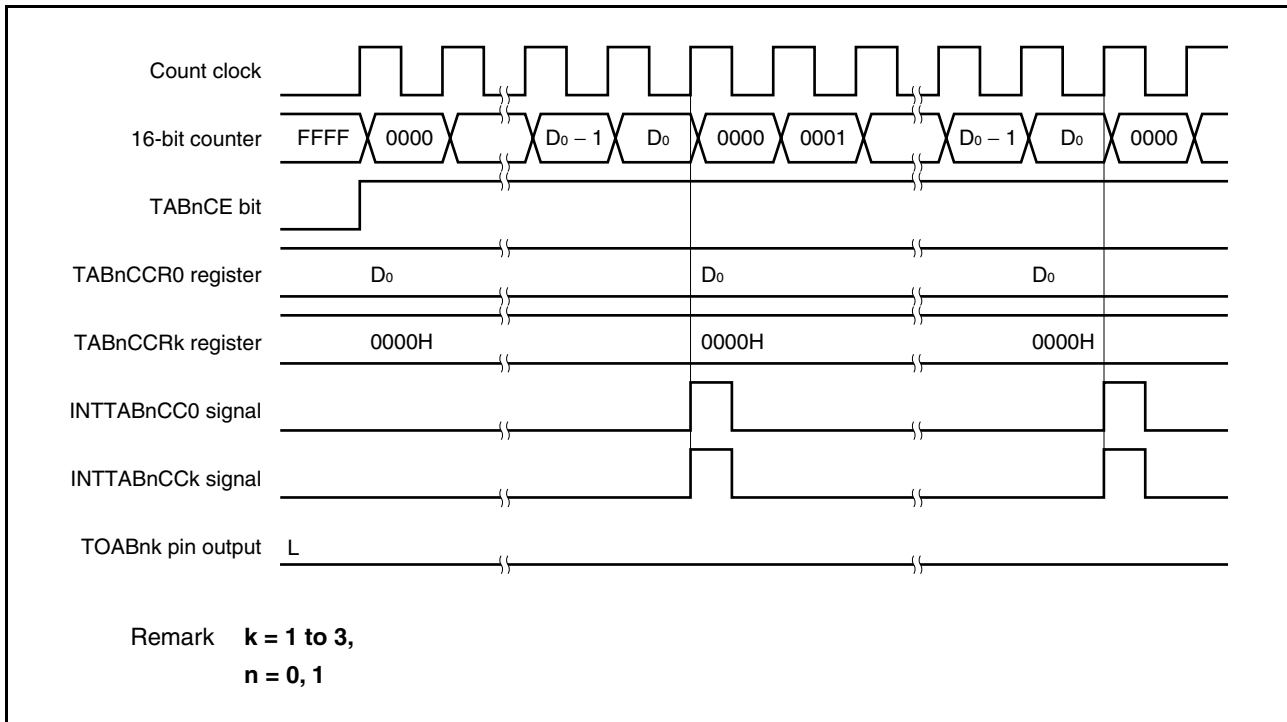 Count clock
16-bit counter FFFF 0000 D₀ − 1 D₀ 0000 0001 D₀ − 1 D₀ 0000
TABnCE bit
TABnCCR0 register D₀ D₀ D₀
TABnCCRk register 0000H 0000H 0000H
INTTABnCC0 signal
INTTABnCCk signal
TOABnk pin output L
Remark k = 1 to 3,
n = 0, 1